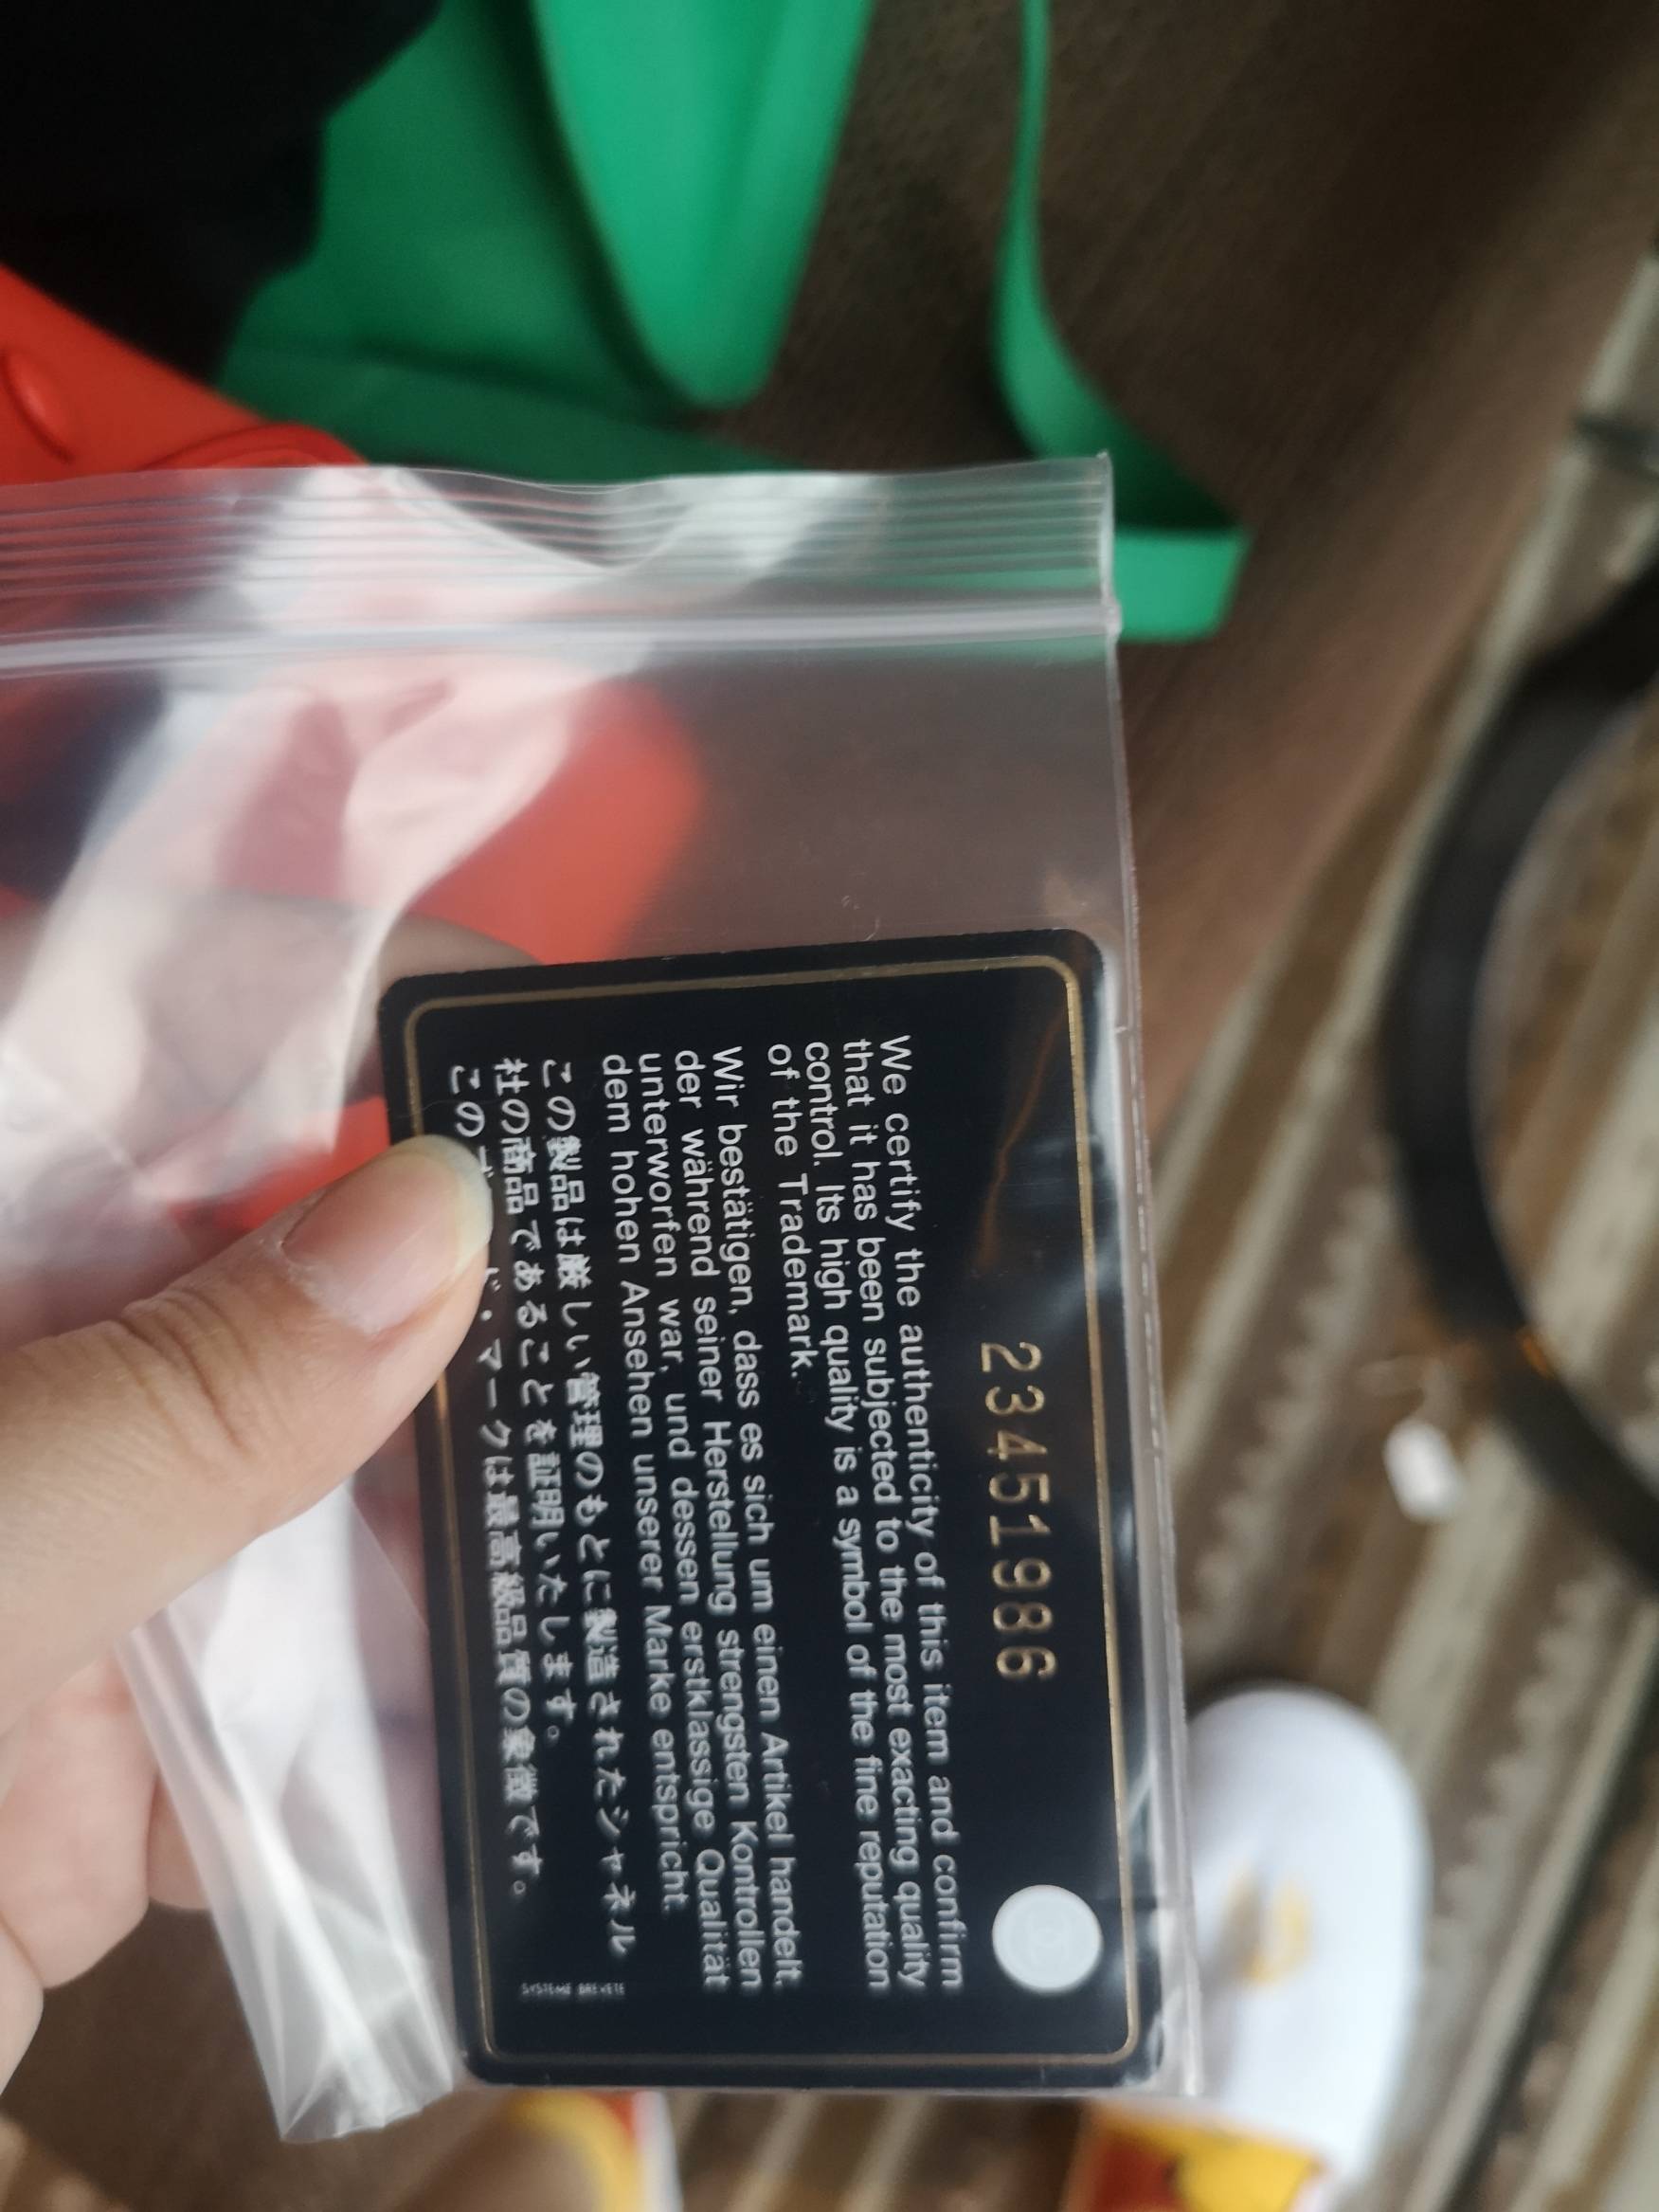 23451986
We certify the authenticity of this item and confirm
that it has been subjected to the most exacting quality
control. Its high quality is a symbol of the fine reputation
of the Trademark.
Wir bestätigen, dass es sich um einen Artikel handelt,
der während seiner Herstellung strengsten Kontrollen
unterworfen war, und dessen erstklassige Qualität
dem hohen Ansehen unserer Marke entspricht.
この製品は厳しい管理のもとに製造されたシャネル
社の商品であることを証明いたします。
この ド・マークは最高級品質の象徴です。
SYSTEME BREVETE